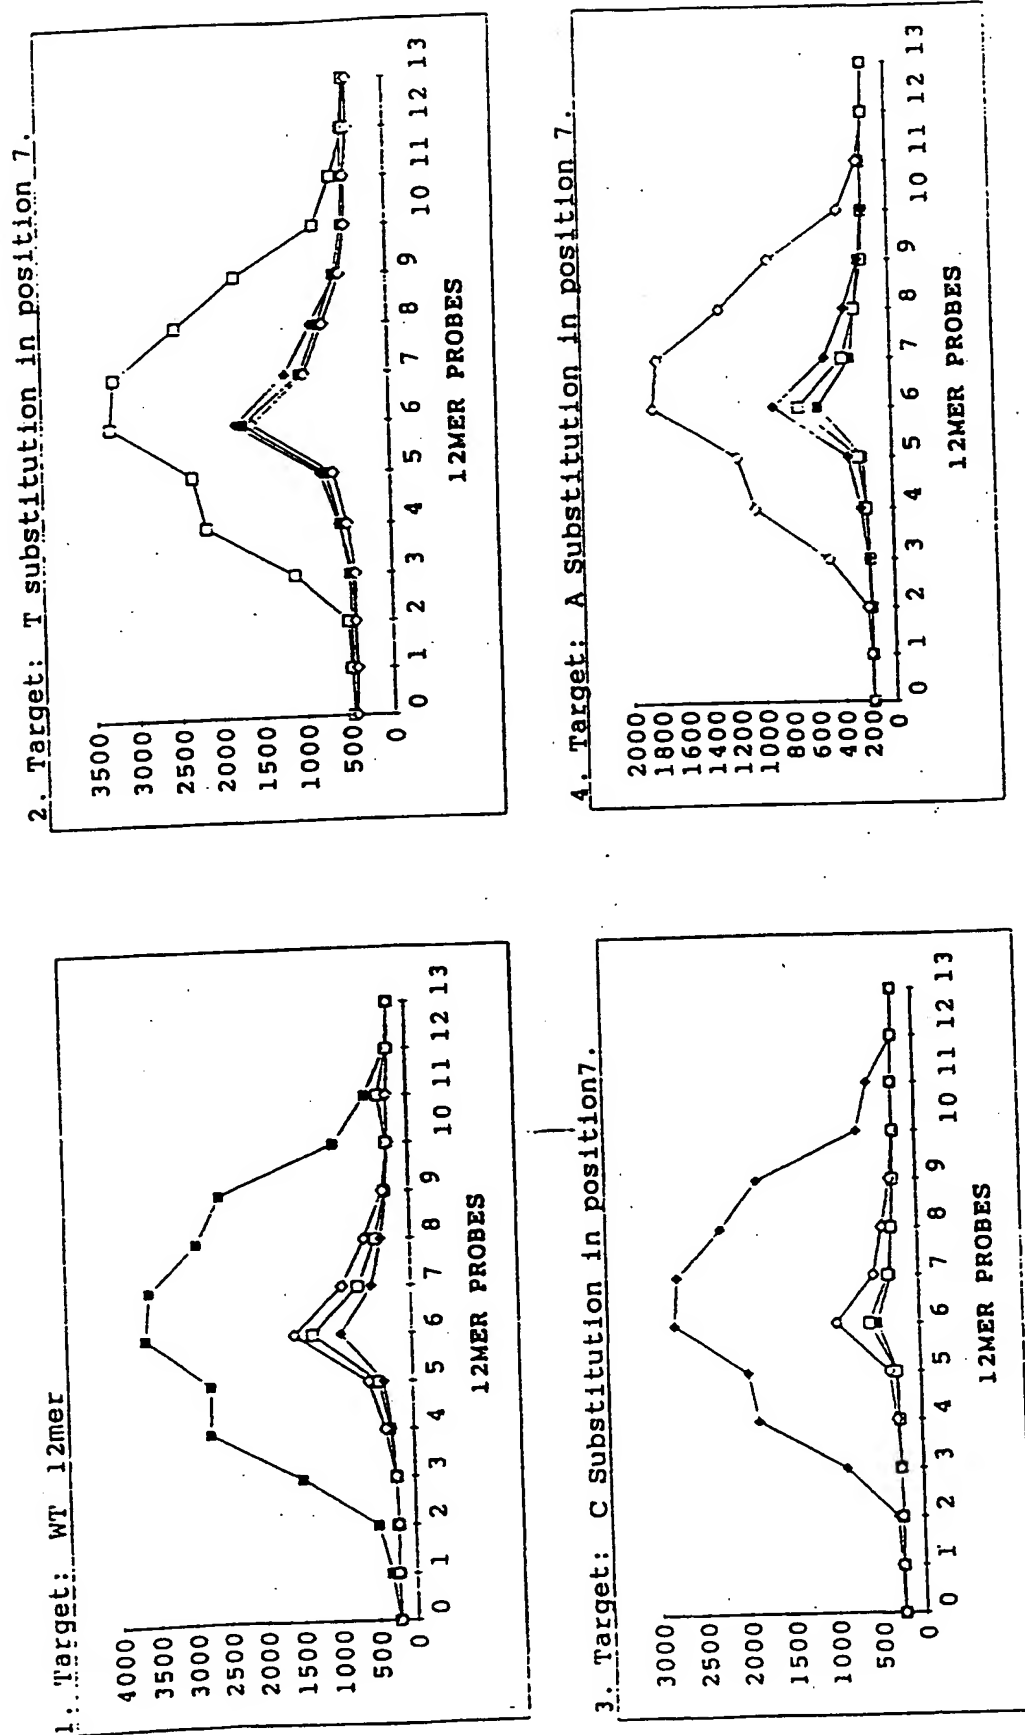 1. Target: WT 12mer
4000
3500
3000
2500
2000
1500
1000
500
0
0 1 2 3 4 5 6 7 8 9 10 11 12 13
12MER PROBES
2. Target: T substitution in position 7.
3500
3000
2500
2000
1500
1000
500
0
0 1 2 3 4 5 6 7 8 9 10 11 12 13
12MER PROBES
3. Target: C substitution in position7.
3000
2500
2000
1500
1000
500
0
0 1 2 3 4 5 6 7 8 9 10 11 12 13
12MER PROBES
4. Target: A substitution in position 7.
2000
1800
1600
1400
1200
1000
800
600
400
200
0
0 1 2 3 4 5 6 7 8 9 10 11 12 13
12MER PROBES